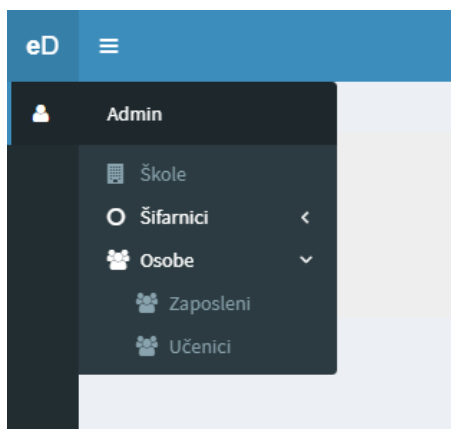 eD
Admin
Škole
Šifarnici
Osobe
Zaposleni
Učenici